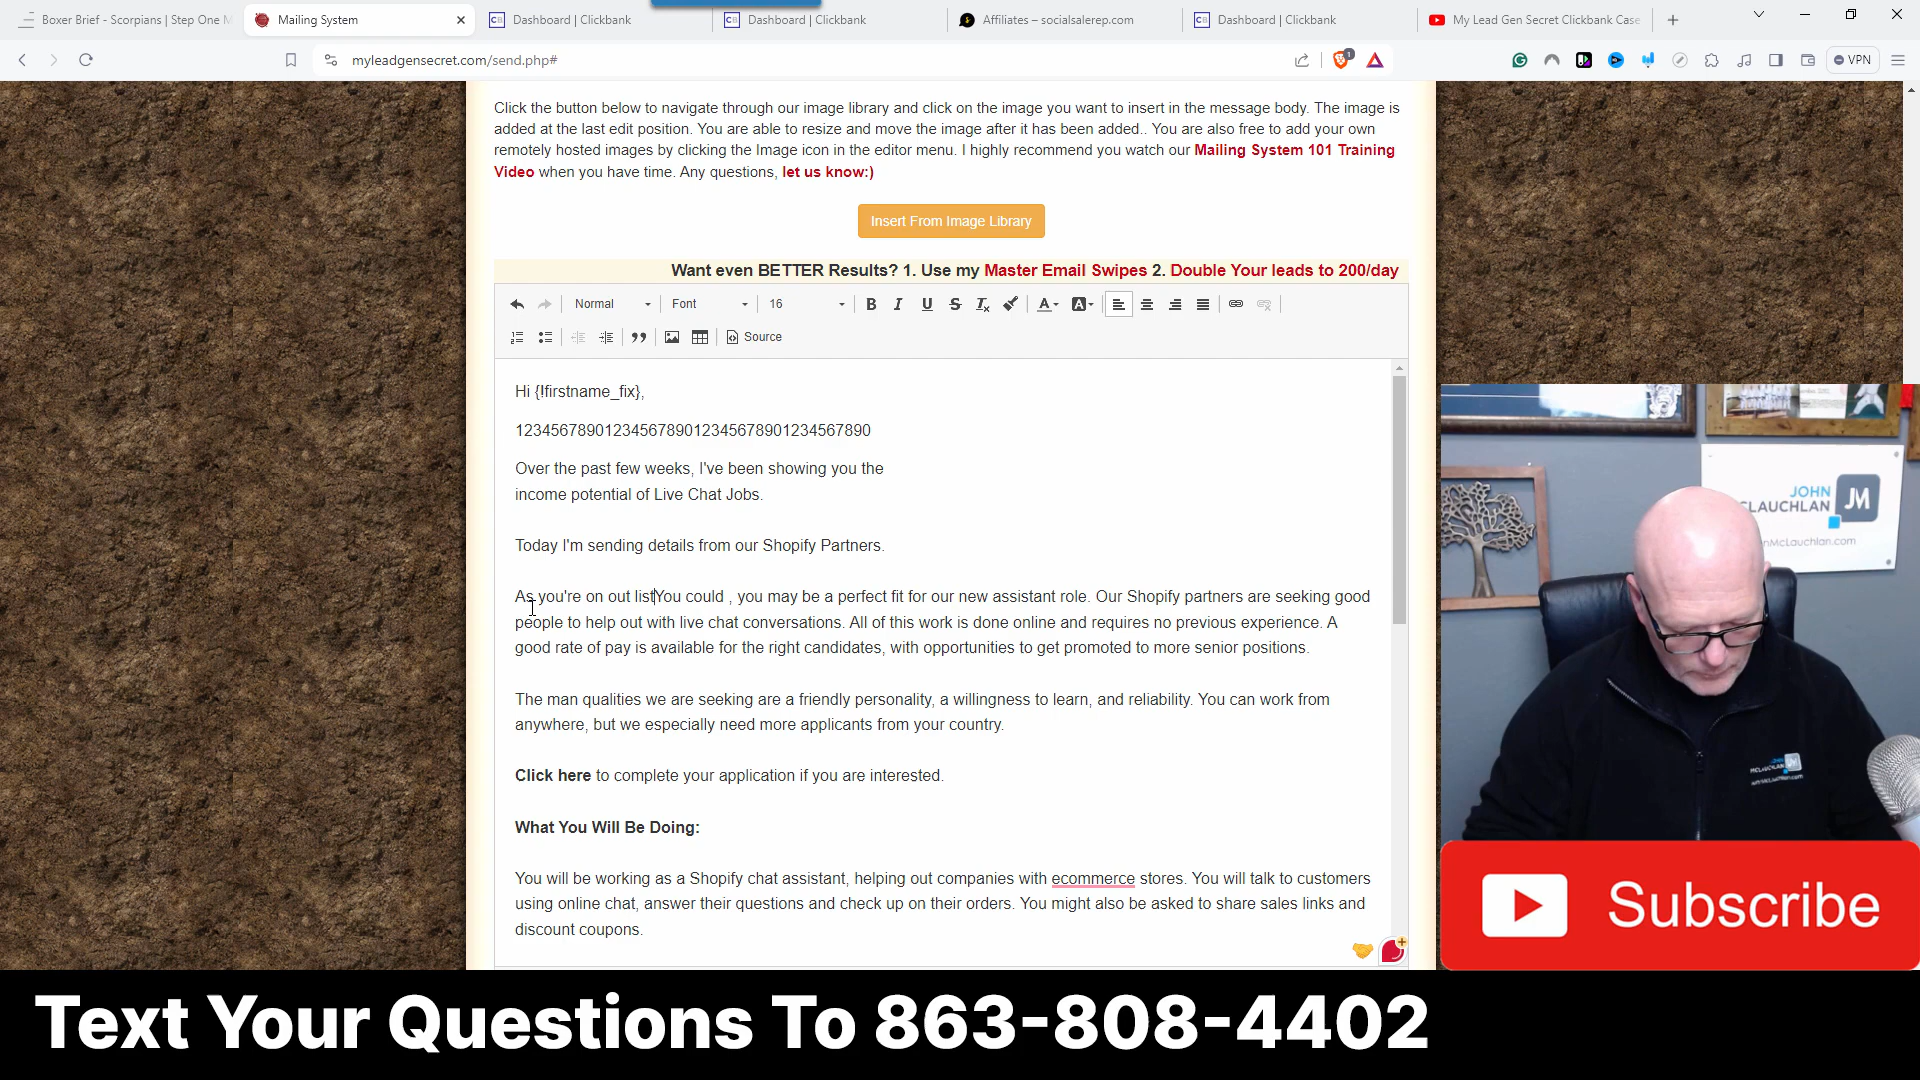 Boxer Brief - Scorpians | Step One M
Mailing System
Dashboard | Clickbank
Dashboard | Clickbank
Affiliates – socialsalerep.com
Dashboard | Clickbank
My Lead Gen Secret Clickbank Case
myleadgensecret.com/send.php#
VPN
Click the button below to navigate through our image library and click on the image you want to insert in the message body. The image is
added at the last edit position. You are able to resize and move the image after it has been added.. You are also free to add your own
remotely hosted images by clicking the Image icon in the editor menu. I highly recommend you watch our Mailing System 101 Training
Video when you have time. Any questions, let us know:)
Insert From Image Library
Want even BETTER Results? 1. Use my Master Email Swipes 2. Double Your leads to 200/day
Normal Font 16
Source
Hi {!firstname_fix},
1234567890123456789012345678901234567890
Over the past few weeks, I've been showing you the
income potential of Live Chat Jobs.
Today I'm sending details from our Shopify Partners.
As you're on out listYou could , you may be a perfect fit for our new assistant role. Our Shopify partners are seeking good
people to help out with live chat conversations. All of this work is done online and requires no previous experience. A
good rate of pay is available for the right candidates, with opportunities to get promoted to more senior positions.
The man qualities we are seeking are a friendly personality, a willingness to learn, and reliability. You can work from
anywhere, but we especially need more applicants from your country.
Click here to complete your application if you are interested.
What You Will Be Doing:
You will be working as a Shopify chat assistant, helping out companies with ecommerce stores. You will talk to customers
using online chat, answer their questions and check up on their orders. You might also be asked to share sales links and
discount coupons.
JOHN
JM
Subscribe
Text Your Questions To 863-808-4402